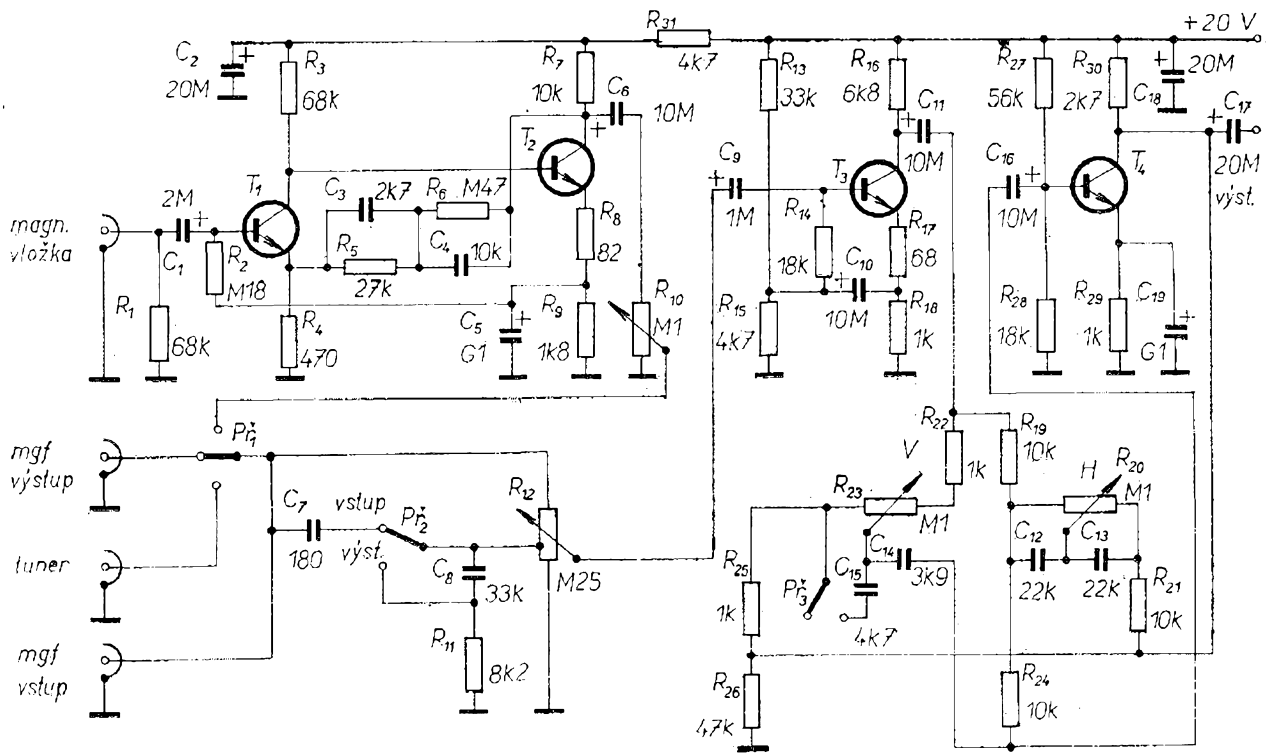 +20 V
R31
4k7
C2
+
20M
R3
68k
R7
10k
C6
10M
+
R13
33k
R16
6k8
C11
+
10M
R27
56k
R30
2k7
C18
+
20M
C17
+
20M
výst.
T1
T2
T3
T4
magn.
vložka
2M
+
C1
R2
M18
R1
68k
R4
470
C3
2k7
R5
27k
R6
M47
C4
10k
R8
82
C5
+
G1
R9
1k8
R10
M1
C9
+
1M
R14
18k
C10
+
10M
R15
4k7
R17
68
R18
1k
C16
+
10M
R28
18k
R29
1k
C19
+
G1
mgf
výstup
Př1
tuner
mgf
vstup
C7
180
vstup
Př2
výst.
C8
33k
R11
8k2
R12
M25
R22
1k
R19
10k
V
R23
M1
H
R20
M1
C14
3k9
C15
4k7
Př3
C12
22k
C13
22k
R21
10k
R25
1k
R26
47k
R24
10k